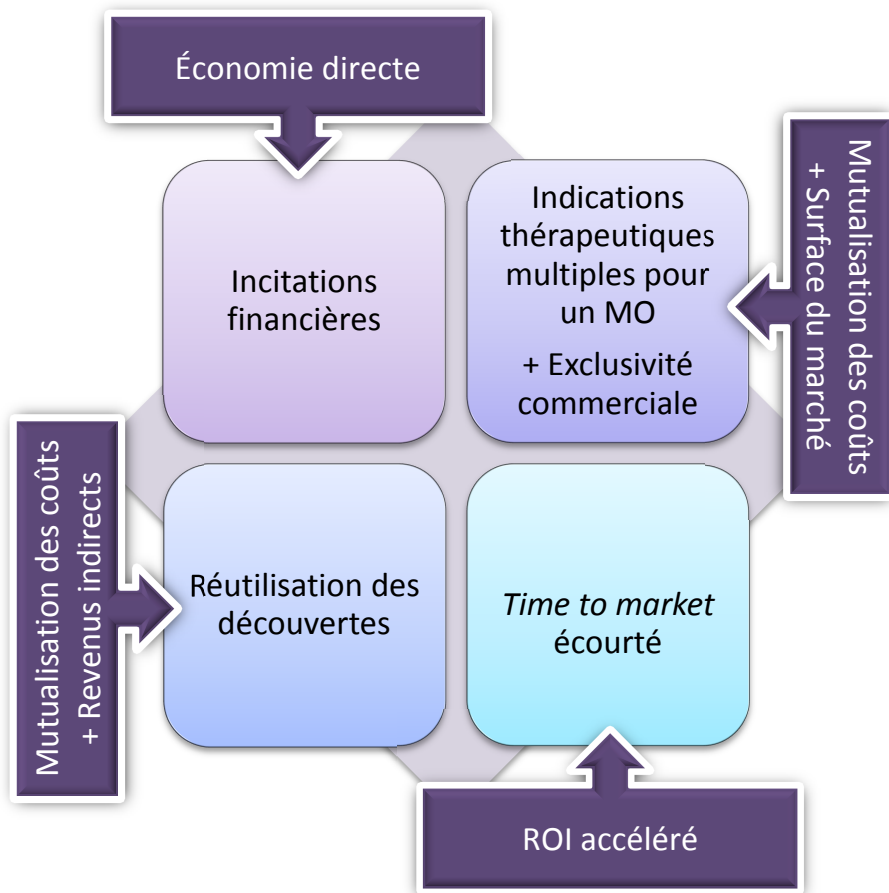 Économie directe
Incitations
financières
Indications
thérapeutiques
multiples pour
un MO
+ Exclusivité
commerciale
Mutualisation des coûts
+ Surface du marché
Mutualisation des coûts
+ Revenus indirects
Réutilisation des
découvertes
Time to market
écourté
ROI accéléré